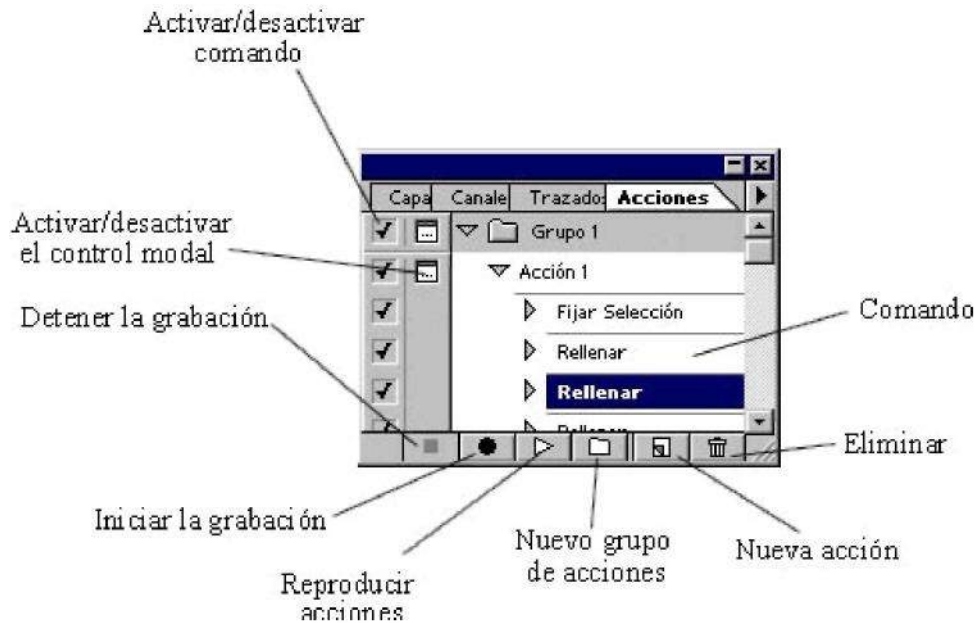 Activar/desactivar
comando
Capa Canale Trazado: Acciones
Grupo 1
Activar/desactivar
el control modal
Acción 1
Detener la grabación
Fijar Selección
Comando
Rellenar
Rellenar
Rellenar
Eliminar
Iniciar la grabación
Nuevo grupo
de acciones
Nueva acción
Reproducir
acciones